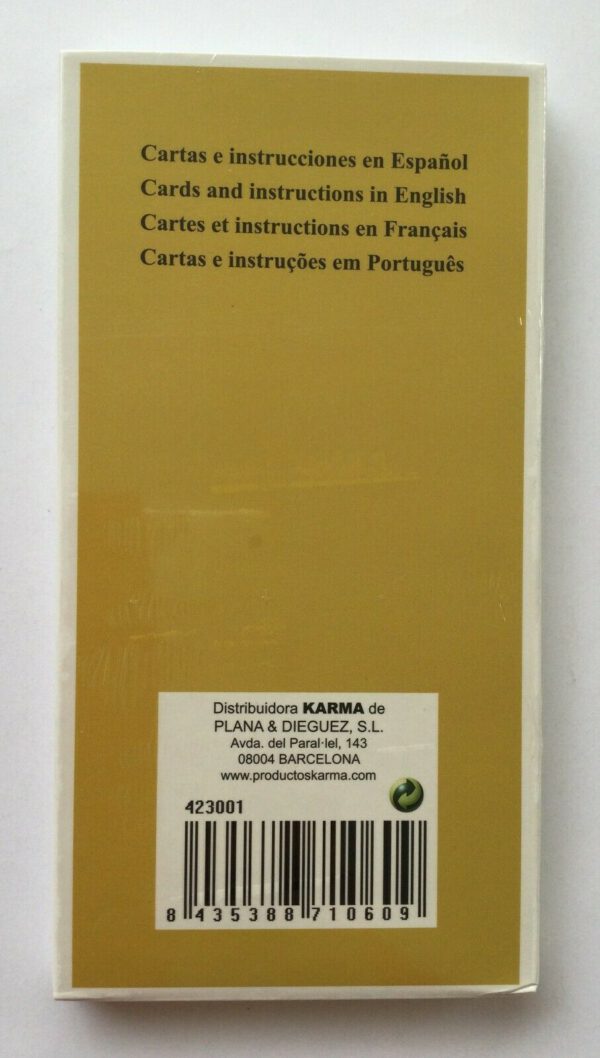 Cartas e instrucciones en Español
Cards and instructions in English
Cartes et instructions en Français
Cartas e instruções em Português
Distribuidora KARMA de
PLANA & DIEGUEZ, S.L.
Avda. del Paral·lel, 143
08004 BARCELONA
www.productoskarma.com
423001
8 435388 710609